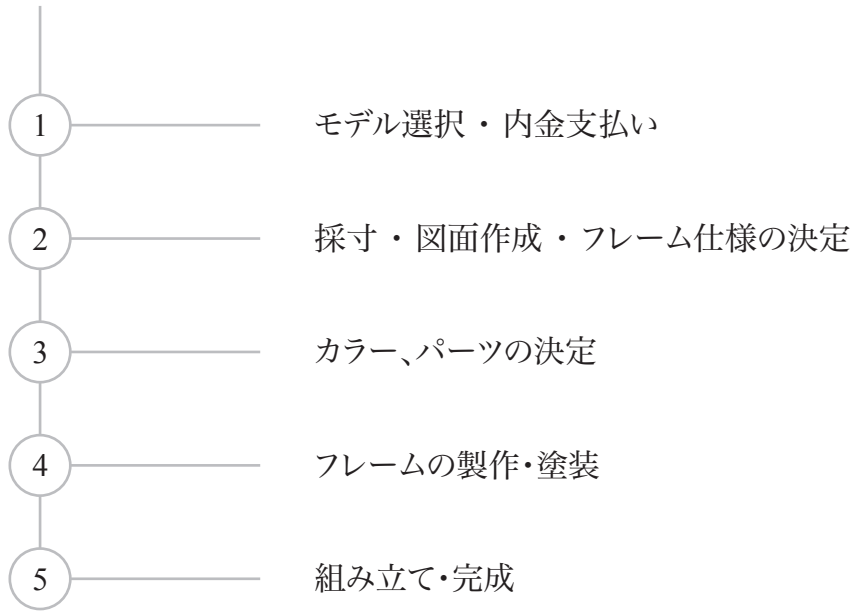 1 モデル選択 ・ 内金支払い
2 採寸 ・ 図面作成 ・ フレーム仕様の決定
3 カラー、パーツの決定
4 フレームの製作・塗装
5 組み立て・完成